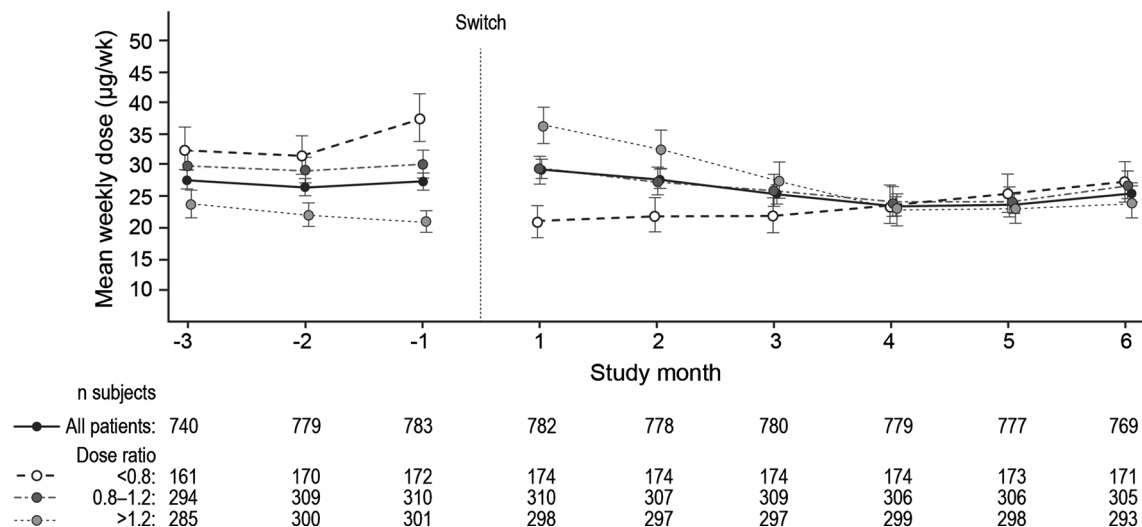 Switch
Mean weekly dose (µg/wk)
50
45
40
35
30
25
20
15
10
-3 -2 -1 1 2 3 4 5 6
Study month
n subjects
All patients: 740 779 783 782 778 780 779 777 769
Dose ratio
<0.8: 161 170 172 174 174 174 174 173 171
0.8–1.2: 294 309 310 310 307 309 306 306 305
>1.2: 285 300 301 298 297 297 299 298 293